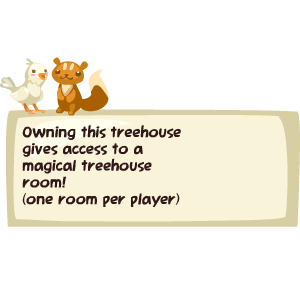 Owning this treehouse
gives access to a
magical treehouse
room!
(one room per player)